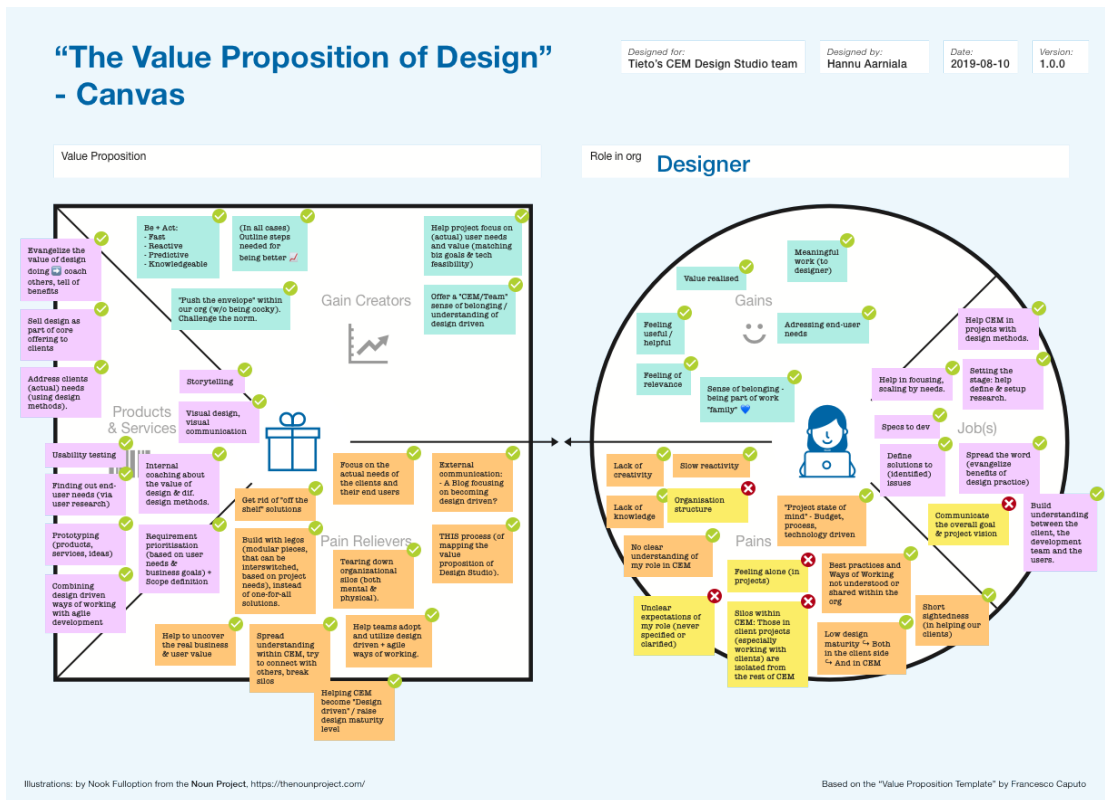 “The Value Proposition of Design”
- Canvas
Designed for:
Tieto's CEM Design Studio team
Designed by:
Hannu Aarniala
Date:
2019-08-10
Version:
1.0.0
Value Proposition
Role in org
Designer
Evangelize the
value of design
doing ➡️ coach
others, tell of
benefits
Sell design as
part of core
offering to
clients
Address clients
(actual) needs
(using design
methods).
Products
& Services
Storytelling
Visual design,
visual
communication
Usability testing
Finding out end-
user needs (via
user research)
Internal
coaching about
the value of
design & dif.
design methods.
Prototyping
(products,
services, ideas)
Requirement
prioritisation
(based on user
needs &
business goals) +
Scope definition
Combining
design driven
ways of working
with agile
development
Be + Act:
- Fast
- Reactive
- Predictive
- Knowledgeable
(In all cases)
Outline steps
needed for
being better 📈
Help project focus on
(actual) user needs
and value (matching
biz goals & tech
feasibility)
"Push the envelope" within
our org (w/o being cocky).
Challenge the norm.
Gain Creators
Offer a "CEM/Team"
sense of belonging /
understanding of
design driven
Focus on the
actual needs of
the clients and
their end users
External
communication:
- A Blog focusing
on becoming
design driven?
Get rid of "off the
shelf" solutions
Build with legos
(modular pieces,
that can be
interswitched,
based on project
needs), instead
of one-for-all
solutions.
Pain Relievers
Tearing down
organizational
silos (both
mental &
physical).
THIS process (of
mapping the
value
proposition of
Design Studio).
Help to uncover
the real business
& user value
Spread
understanding
within CEM, try
to connect with
others, break
silos
Help teams adopt
and utilize design
driven + agile
ways of working.
Helping CEM
become "Design
driven" / raise
design maturity
level
Meaningful
work (to
designer)
Value realised
Gains
Feeling
useful /
helpful
Adressing end-user
needs
Feeling of
relevance
Sense of belonging -
being part of work
"family" 💙
Help CEM in
projects with
design methods.
Help in focusing,
scaling by needs.
Setting the
stage: help
define & setup
research.
Specs to dev
Job(s)
Define
solutions to
(identified)
issues
Spread the word
(evangelize
benefits of
design practice)
Communicate
the overall goal
& project vision
Build
understanding
between the
client, the
development
team and the
users.
Lack of
creativity
Slow reactivity
Lack of
knowledge
Organisation
structure
"Project state of
mind" - Budget,
process,
technology driven
No clear
understanding of
my role in CEM
Pains
Feeling alone (in
projects)
Best practices and
Ways of Working
not understood or
shared within the
org
Unclear
expectations of
my role (never
specified or
clarified)
Silos within
CEM: Those in
client projects
(especially
working with
clients) are
isolated from
the rest of CEM
Low design
maturity ↪ Both
in the client side
↪ And in CEM
Short
sightedness
(in helping our
clients)
Illustrations: by Nook Fulloption from the Noun Project, https://thenounproject.com/
Based on the “Value Proposition Template” by Francesco Caputo